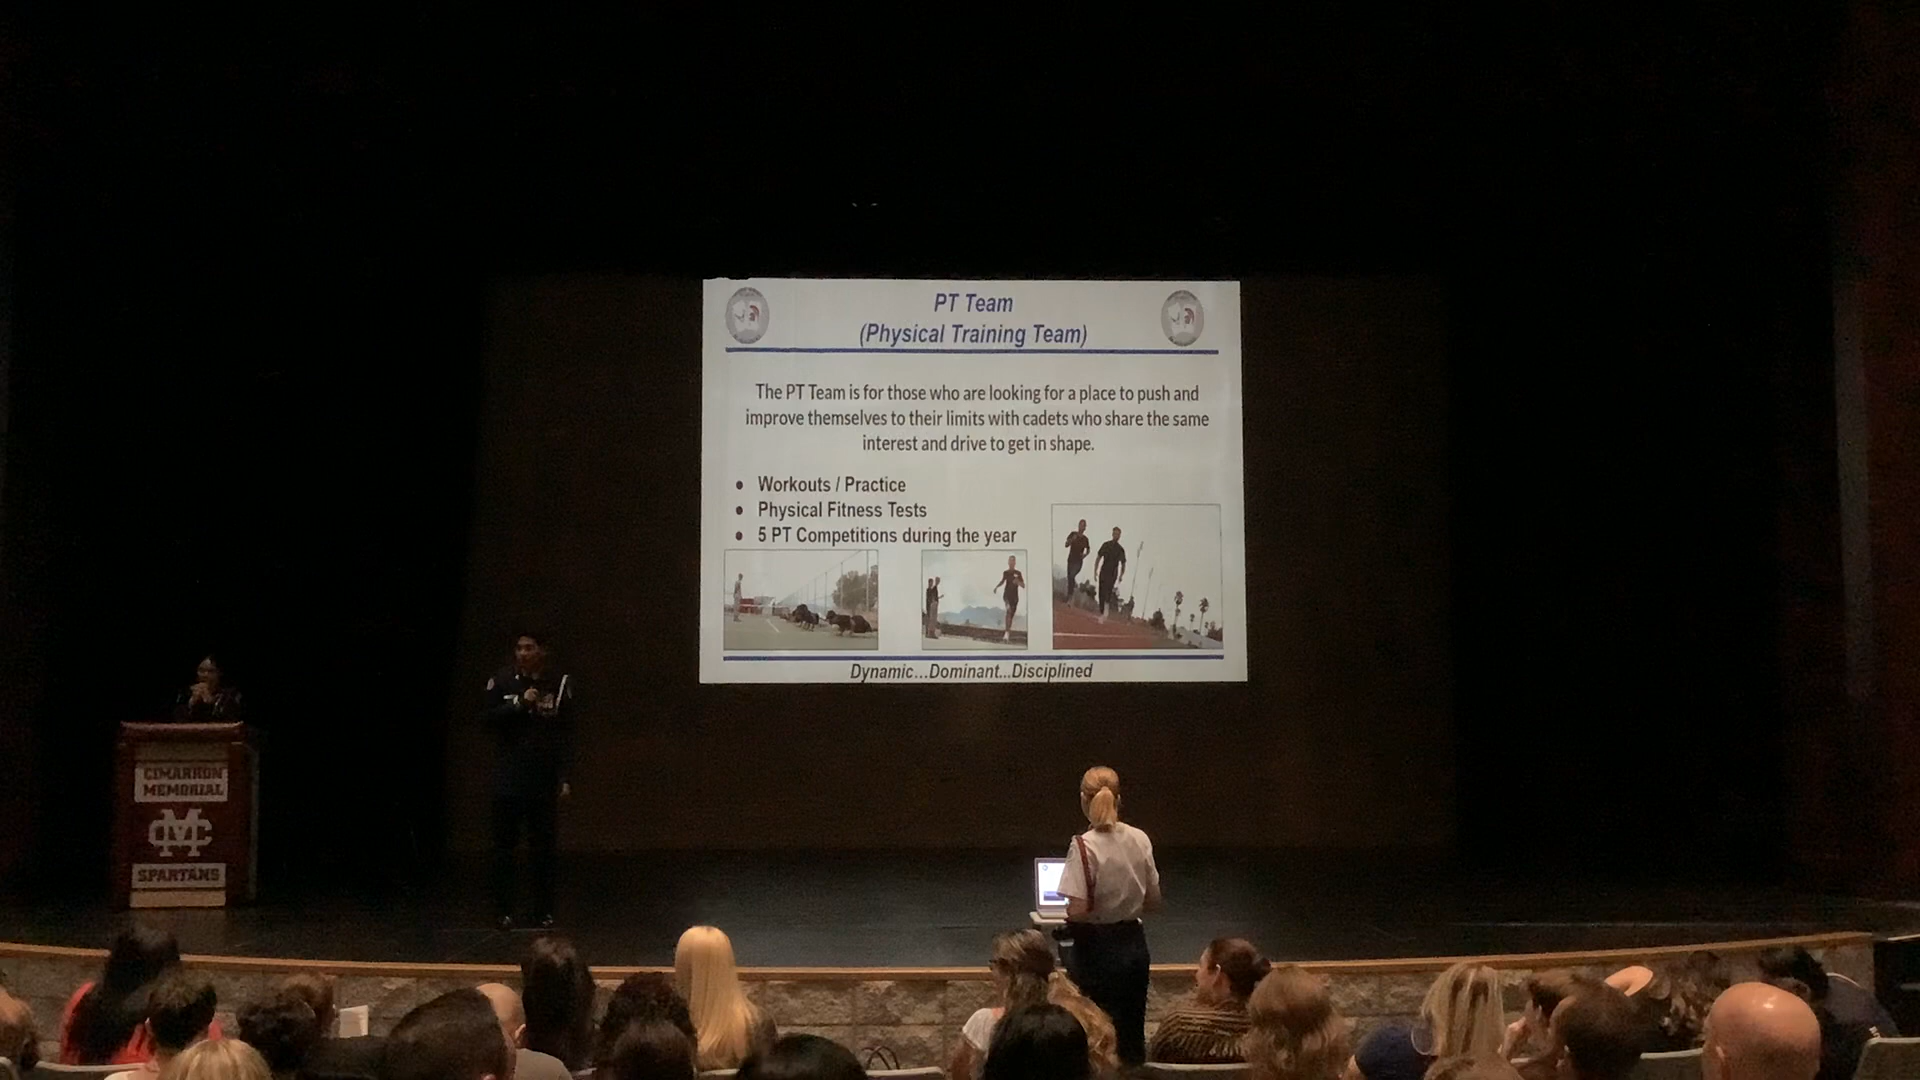 PT Team
(Physical Training Team)
The PT Team is for those who are looking for a place to push and
improve themselves to their limits with cadets who share the same
interest and drive to get in shape.
• Workouts / Practice
• Physical Fitness Tests
• 5 PT Competitions during the year
Dynamic...Dominant...Disciplined
CIMARRON
MEMORIAL
CM
SPARTANS